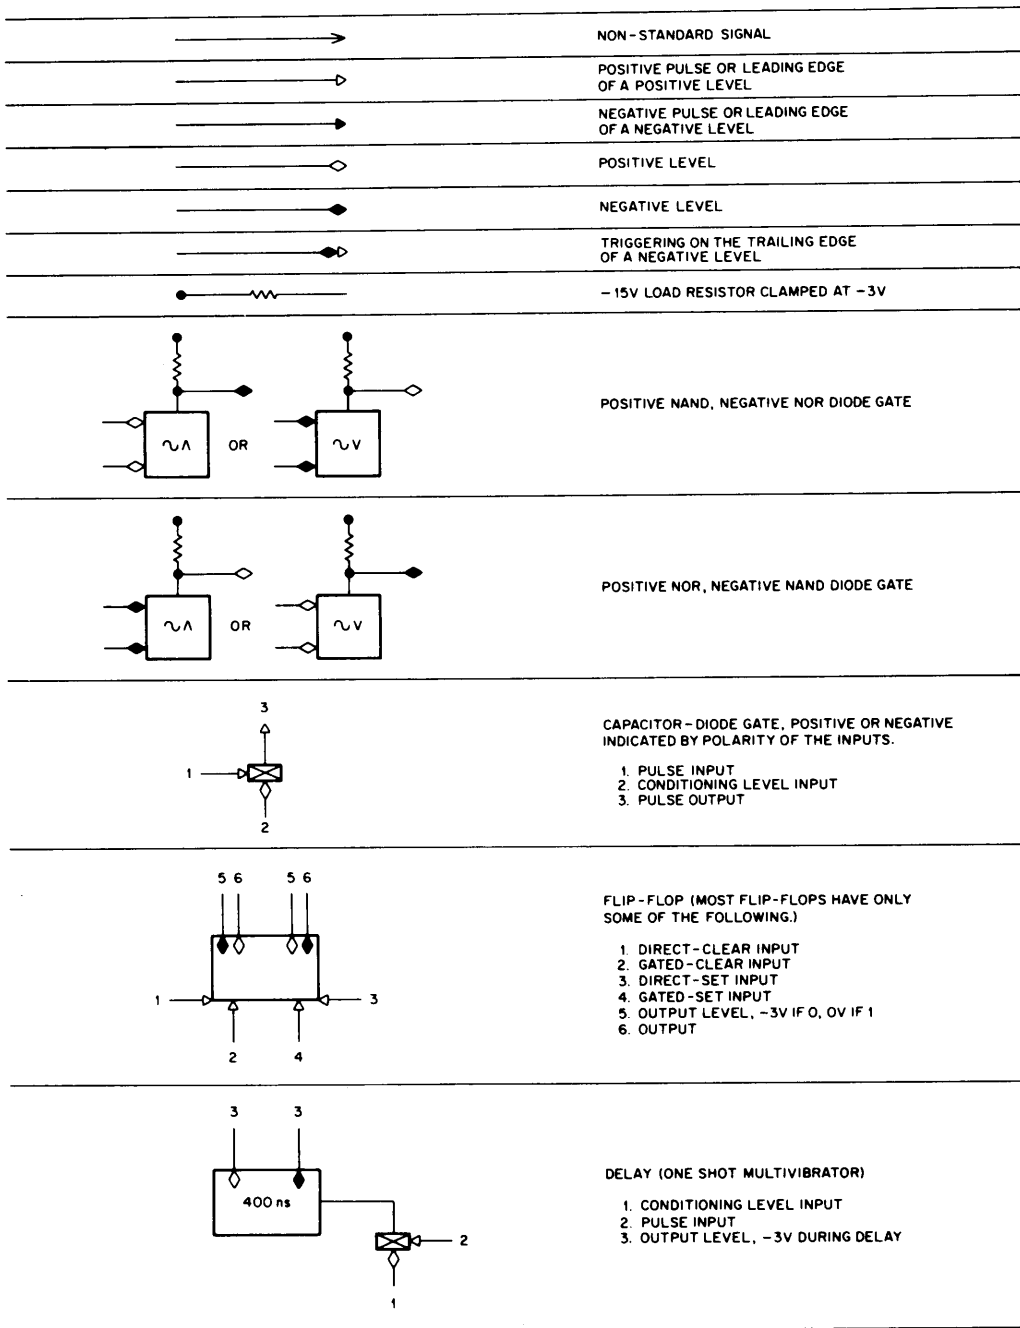 NON-STANDARD SIGNAL
POSITIVE PULSE OR LEADING EDGE
OF A POSITIVE LEVEL
NEGATIVE PULSE OR LEADING EDGE
OF A NEGATIVE LEVEL
POSITIVE LEVEL
NEGATIVE LEVEL
TRIGGERING ON THE TRAILING EDGE
OF A NEGATIVE LEVEL
-15V LOAD RESISTOR CLAMPED AT -3V
∿∧ OR ∿∨
POSITIVE NAND, NEGATIVE NOR DIODE GATE
∿∧ OR ∿∨
POSITIVE NOR, NEGATIVE NAND DIODE GATE
3
1
2
CAPACITOR-DIODE GATE, POSITIVE OR NEGATIVE
INDICATED BY POLARITY OF THE INPUTS.
1. PULSE INPUT
2. CONDITIONING LEVEL INPUT
3. PULSE OUTPUT
5 6 5 6
1 3
2 4
FLIP-FLOP (MOST FLIP-FLOPS HAVE ONLY
SOME OF THE FOLLOWING.)
1. DIRECT-CLEAR INPUT
2. GATED-CLEAR INPUT
3. DIRECT-SET INPUT
4. GATED-SET INPUT
5. OUTPUT LEVEL, -3V IF 0, 0V IF 1
6. OUTPUT
3 3
400 ns
2
1
DELAY (ONE SHOT MULTIVIBRATOR)
1. CONDITIONING LEVEL INPUT
2. PULSE INPUT
3. OUTPUT LEVEL, -3V DURING DELAY